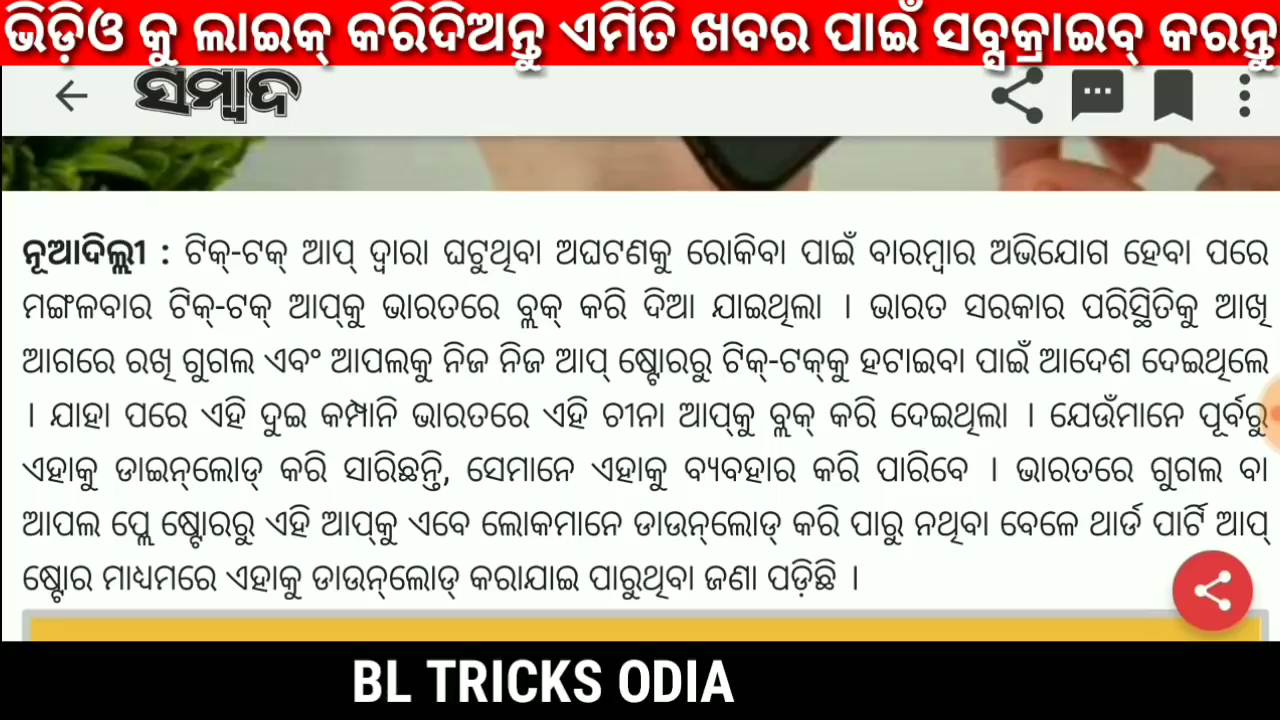 ଭିଡ଼ିଓ କୁ ଲାଇକ୍ କରିଦିଅନ୍ତୁ ଏମିତି ଖବର ପାଇଁ ସବ୍ସ୍କ୍ରାଇବ୍ କରନ୍ତୁ
ସମ୍ବାଦ
ନୂଆଦିଲ୍ଲୀ : ଟିକ୍-ଟକ୍ ଆପ୍ ଦ୍ୱାରା ଘଟୁଥିବା ଅଘଟଣକୁ ରୋକିବା ପାଇଁ ବାରମ୍ବାର ଅଭିଯୋଗ ହେବା ପରେ
ମଙ୍ଗଳବାର ଟିକ୍-ଟକ୍ ଆପ୍‌କୁ ଭାରତରେ ବ୍ଲକ୍ କରି ଦିଆ ଯାଇଥିଲା । ଭାରତ ସରକାର ପରିସ୍ଥିତିକୁ ଆଖି
ଆଗରେ ରଖି ଗୁଗଲ ଏବଂ ଆପଲକୁ ନିଜ ନିଜ ଆପ୍ ଷ୍ଟୋରରୁ ଟିକ୍-ଟକ୍‌କୁ ହଟାଇବା ପାଇଁ ଆଦେଶ ଦେଇଥିଲେ
। ଯାହା ପରେ ଏହି ଦୁଇ କମ୍ପାନି ଭାରତରେ ଏହି ଚୀନା ଆପ୍‌କୁ ବ୍ଲକ୍ କରି ଦେଇଥିଲା । ଯେଉଁମାନେ ପୂର୍ବରୁ
ଏହାକୁ ଡାଇନ୍‌ଲୋଡ୍ କରି ସାରିଛନ୍ତି, ସେମାନେ ଏହାକୁ ବ୍ୟବହାର କରି ପାରିବେ । ଭାରତରେ ଗୁଗଲ ବା
ଆପଲ ପ୍ଲେ ଷ୍ଟୋରରୁ ଏହି ଆପ୍‌କୁ ଏବେ ଲୋକମାନେ ଡାଉନ୍‌ଲୋଡ୍ କରି ପାରୁ ନଥିବା ବେଳେ ଥାର୍ଡ ପାର୍ଟି ଆପ୍
ଷ୍ଟୋର ମାଧ୍ୟମରେ ଏହାକୁ ଡାଉନ୍‌ଲୋଡ୍ କରାଯାଇ ପାରୁଥିବା ଜଣା ପଡ଼ିଛି ।
BL TRICKS ODIA